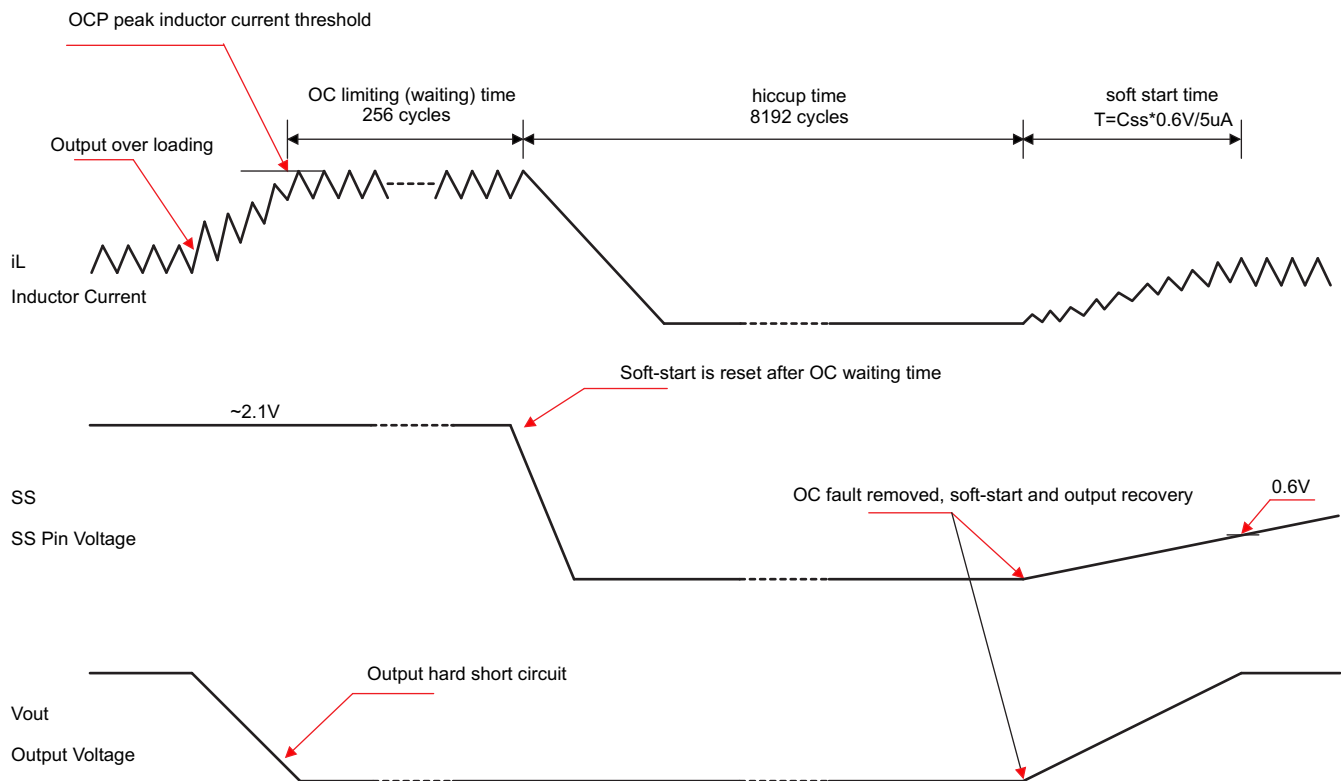 OCP peak inductor current threshold
OC limiting (waiting) time
256 cycles
hiccup time
8192 cycles
soft start time
T=Css*0.6V/5uA
Output over loading
iL
Inductor Current
Soft-start is reset after OC waiting time
~2.1V
SS
SS Pin Voltage
OC fault removed, soft-start and output recovery
0.6V
Output hard short circuit
Vout
Output Voltage